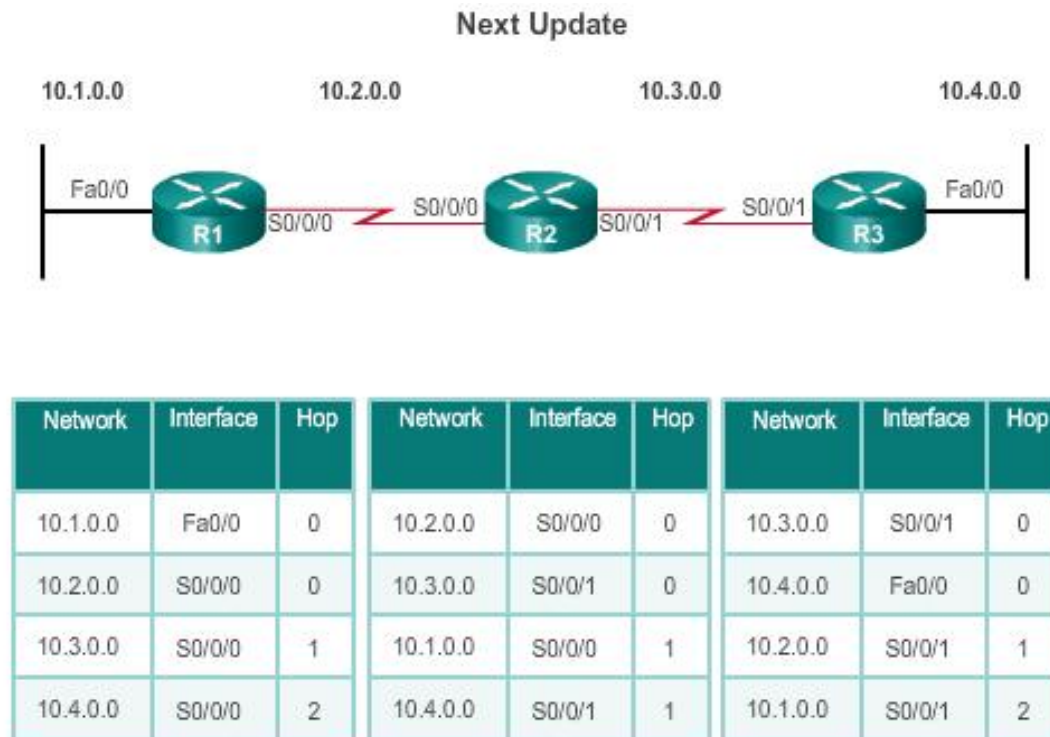 Next Update
10.1.0.0 10.2.0.0 10.3.0.0 10.4.0.0
Fa0/0 S0/0/0 S0/0/1 Fa0/0
R1 S0/0/0 R2 S0/0/1 R3
Network Interface Hop Network Interface Hop Network Interface Hop
10.1.0.0 Fa0/0 0 10.2.0.0 S0/0/0 0 10.3.0.0 S0/0/1 0
10.2.0.0 S0/0/0 0 10.3.0.0 S0/0/1 0 10.4.0.0 Fa0/0 0
10.3.0.0 S0/0/0 1 10.1.0.0 S0/0/0 1 10.2.0.0 S0/0/1 1
10.4.0.0 S0/0/0 2 10.4.0.0 S0/0/1 1 10.1.0.0 S0/0/1 2